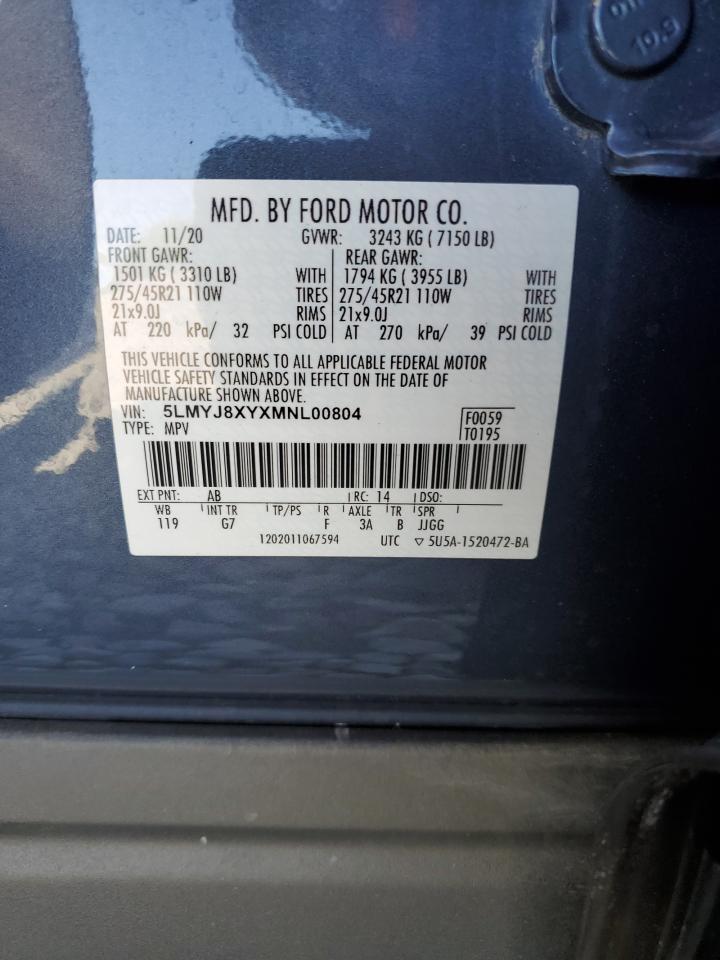 10.9
MFD. BY FORD MOTOR CO.
DATE: 11/20 GVWR: 3243 KG (7150 LB)
FRONT GAWR: REAR GAWR:
1501 KG (3310 LB) WITH 1794 KG (3955 LB) WITH
275/45R21 110W TIRES 275/45R21 110W TIRES
21x9.0J RIMS 21x9.0J RIMS
AT 220 kPa/ 32 PSI COLD AT 270 kPa/ 39 PSI COLD
THIS VEHICLE CONFORMS TO ALL APPLICABLE FEDERAL MOTOR
VEHICLE SAFETY STANDARDS IN EFFECT ON THE DATE OF
MANUFACTURE SHOWN ABOVE.
VIN: 5LMYJ8XYXMNL00804 F0059
TYPE: MPV T0195
EXT PNT: AB RC: 14 DSO:
WB INT TR TP/PS R AXLE TR SPR
119 G7 F 3A B JJGG
1202011067594 UTC ▽ 5U5A-1520472-BA